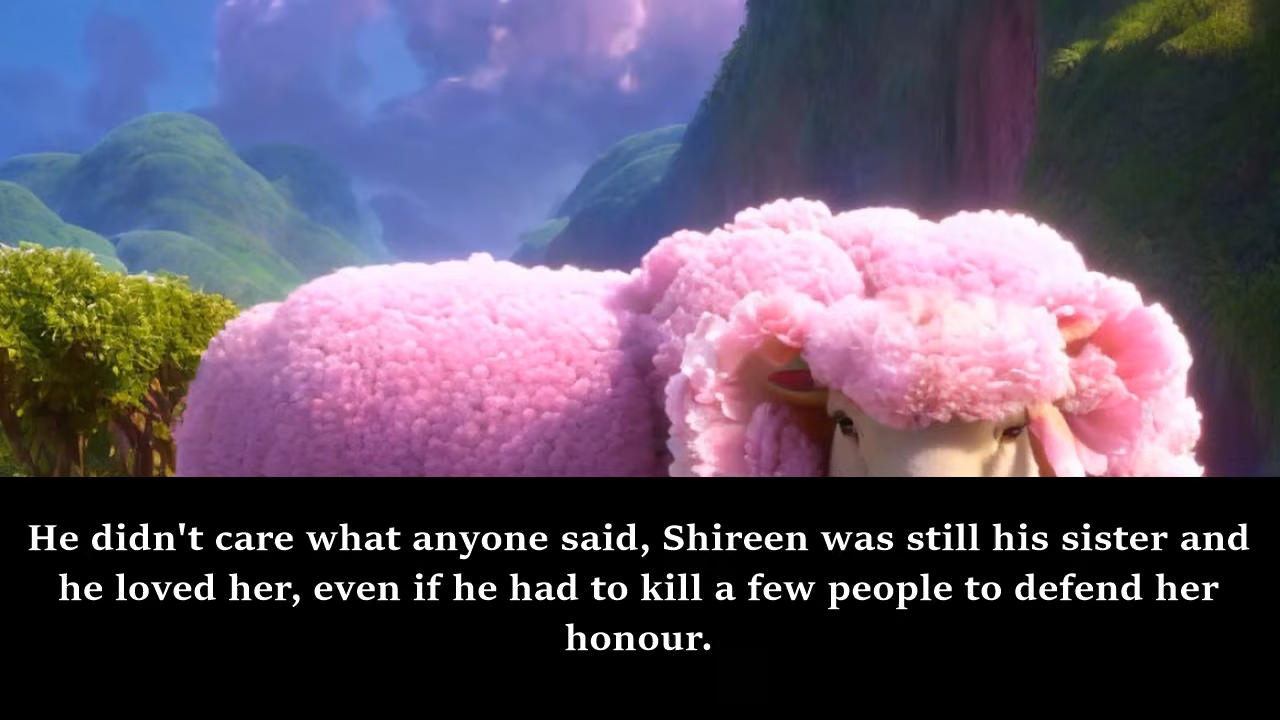 He didn't care what anyone said, Shireen was still his sister and
he loved her, even if he had to kill a few people to defend her
honour.